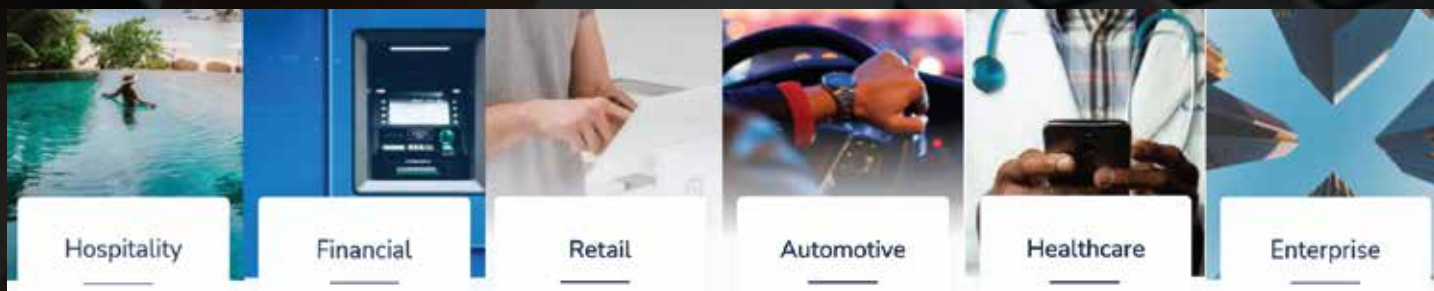 Hospitality
Financial
Retail
Automotive
Healthcare
Enterprise